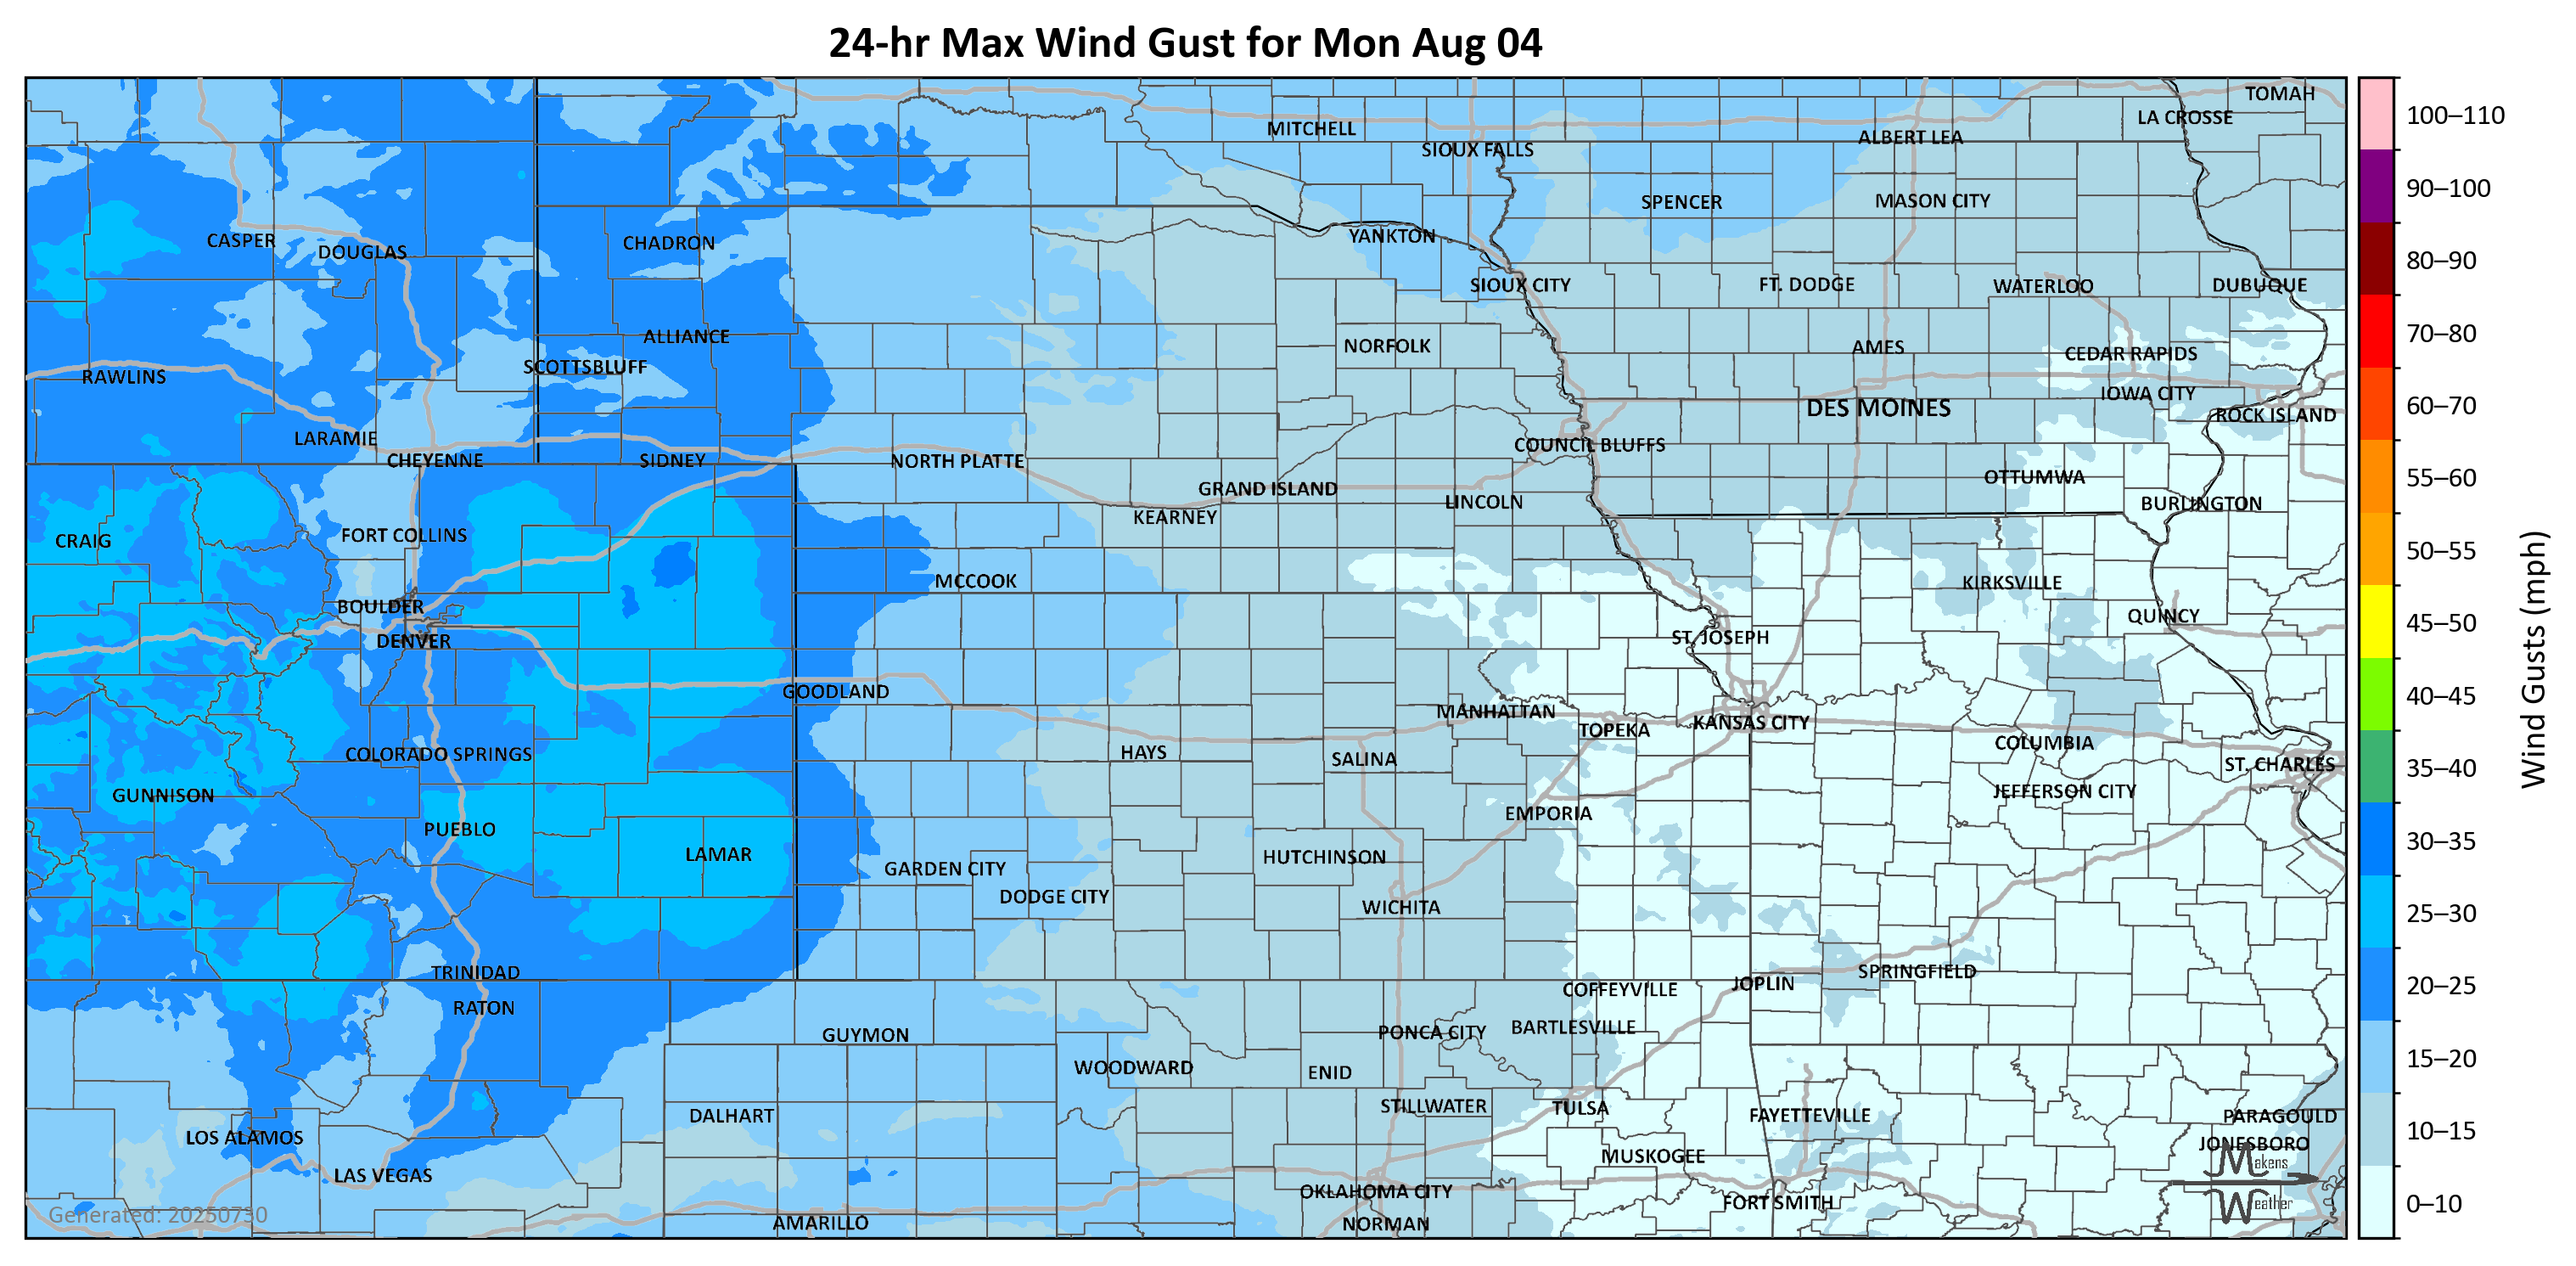 24-hr Max Wind Gust for Mon Aug 04
TOMAH
LA CROSSE
MITCHELL
ALBERT LEA
SIOUX FALLS
SPENCER
MASON CITY
YANKTON
CASPER
CHADRON
DOUGLAS
SIOUX CITY
FT. DODGE
WATERLOO
DUBUQUE
ALLIANCE
NORFOLK
AMES
CEDAR RAPIDS
SCOTTSBLUFF
RAWLINS
IOWA CITY
DES MOINES
ROCK ISLAND
LARAMIE
COUNCIL BLUFFS
CHEYENNE
SIDNEY
NORTH PLATTE
OTTUMWA
GRAND ISLAND
LINCOLN
BURLINGTON
KEARNEY
FORT COLLINS
CRAIG
MCCOOK
KIRKSVILLE
BOULDER
QUINCY
DENVER
ST. JOSEPH
GOODLAND
MANHATTAN
KANSAS CITY
TOPEKA
COLUMBIA
HAYS
COLORADO SPRINGS
SALINA
ST. CHARLES
JEFFERSON CITY
GUNNISON
EMPORIA
PUEBLO
LAMAR
HUTCHINSON
GARDEN CITY
DODGE CITY
WICHITA
TRINIDAD
SPRINGFIELD
JOPLIN
COFFEYVILLE
RATON
BARTLESVILLE
PONCA CITY
GUYMON
WOODWARD
ENID
STILLWATER
TULSA
DALHART
FAYETTEVILLE
PARAGOULD
LOS ALAMOS
JONESBORO
MUSKOGEE
LAS VEGAS
OKLAHOMA CITY
FORT SMITH
AMARILLO
NORMAN
Generated: 20250730
Makens
Weather
100–110
90–100
80–90
70–80
60–70
55–60
50–55
45–50
40–45
35–40
30–35
25–30
20–25
15–20
10–15
0–10
Wind Gusts (mph)